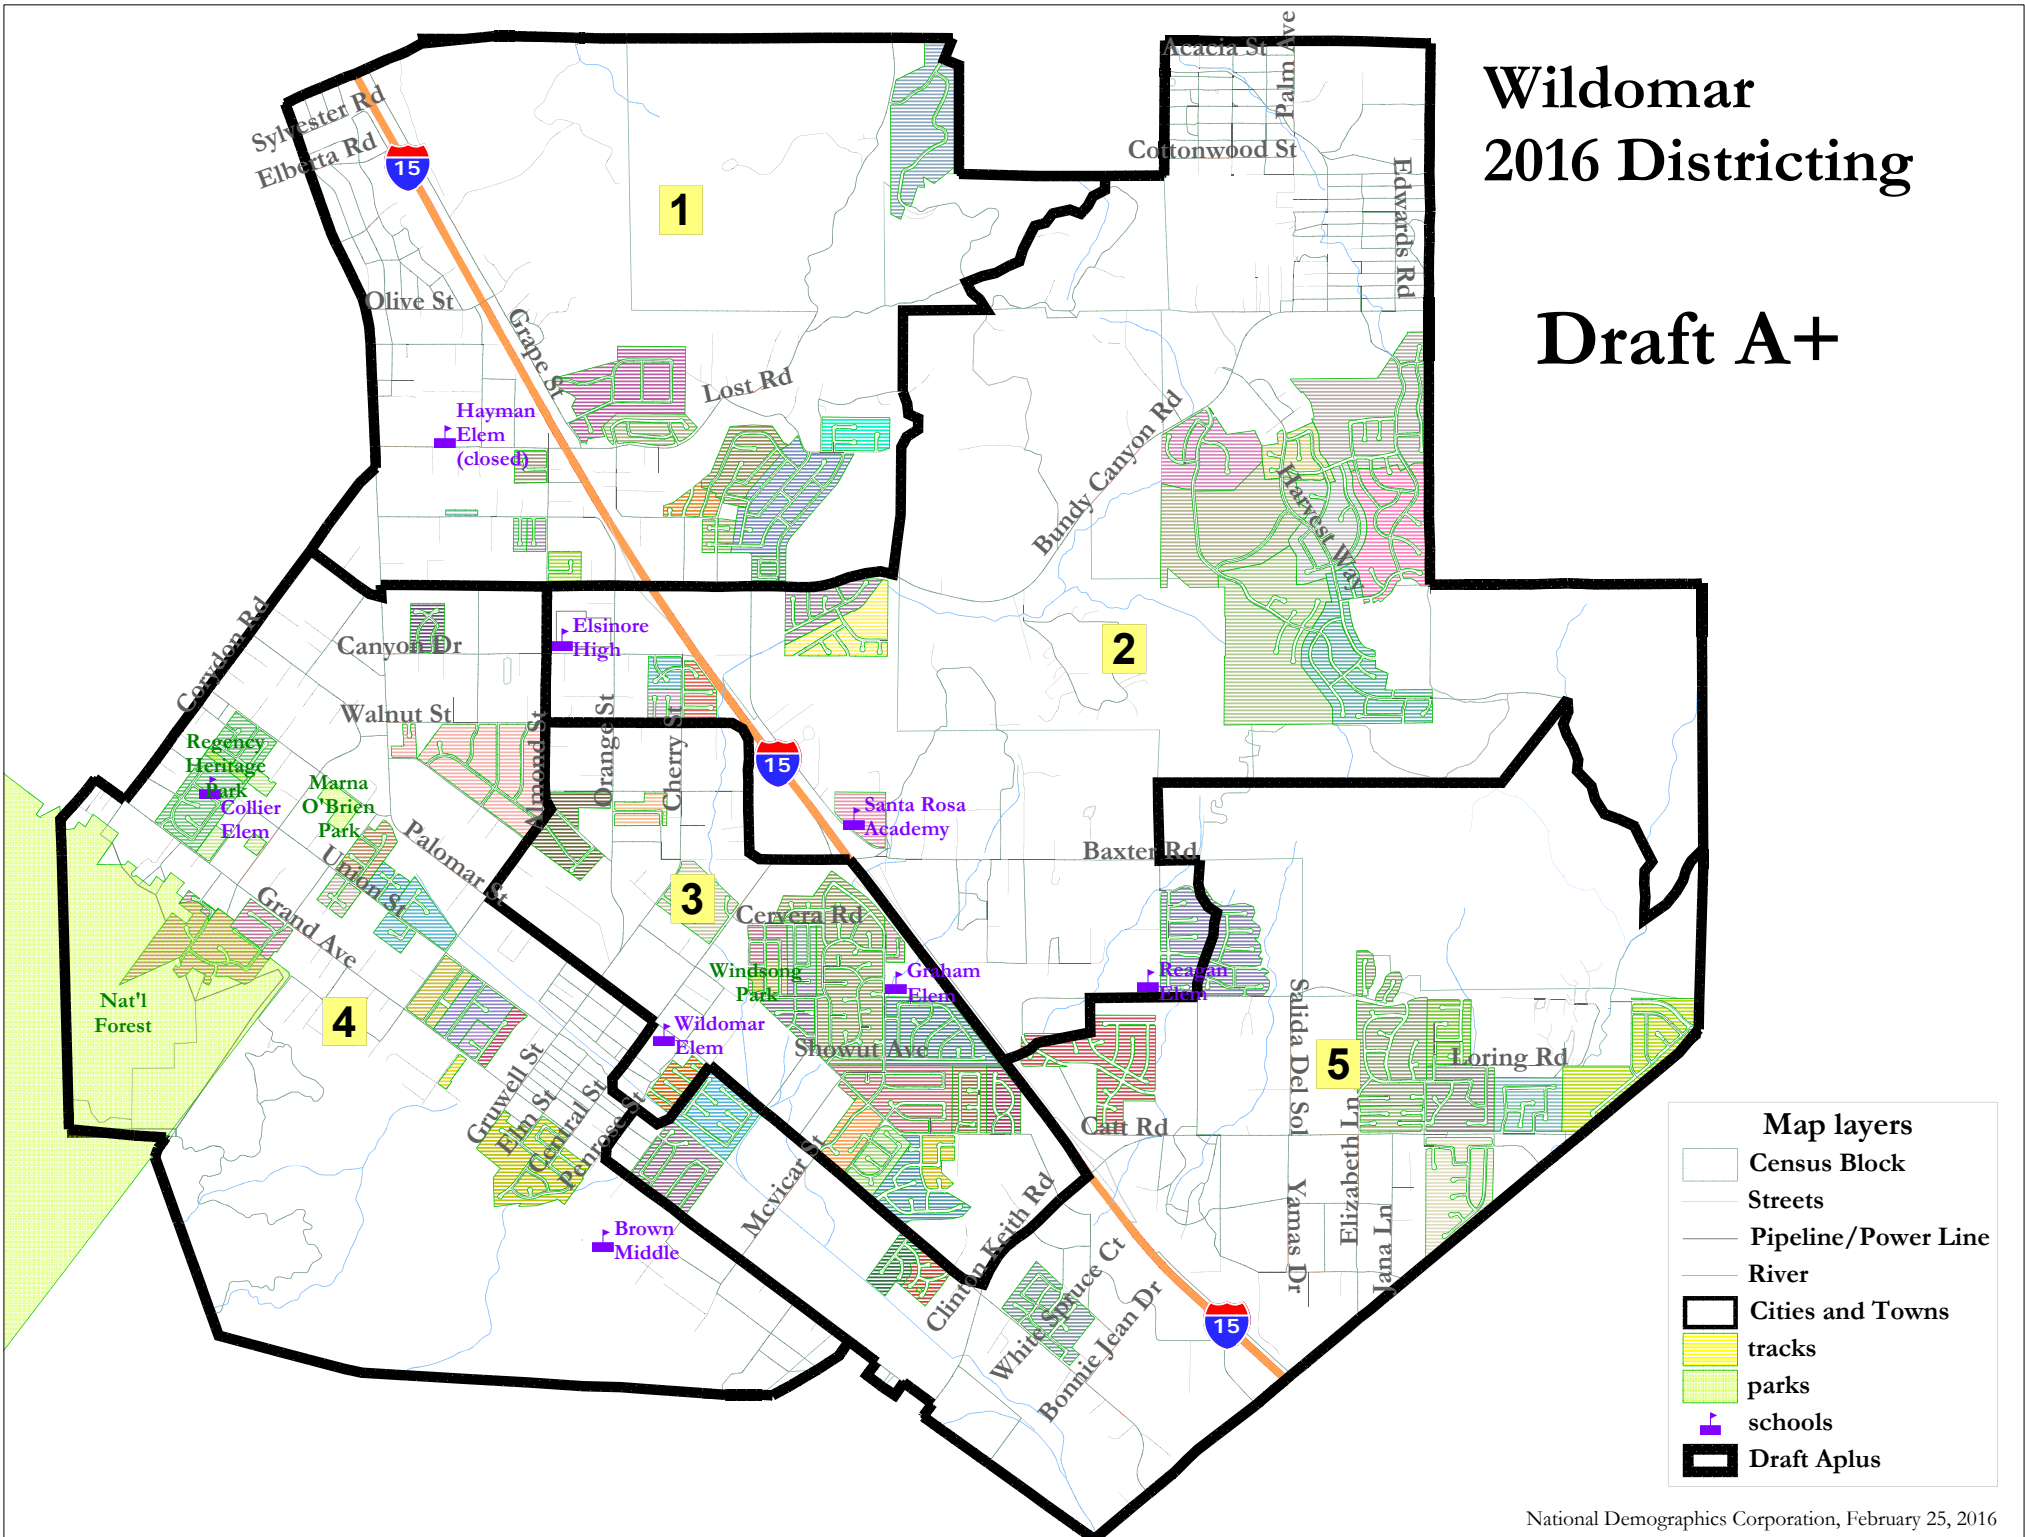 Wildomar
2016 Districting
Draft A+
Acacia St
Palm Ave
Cottonwood St
Edwards Rd
Sylvester Rd
Elberta Rd
15
1
Olive St
Grape St
Lost Rd
Hayman
Elem
(closed)
Bundy Canyon Rd
Harvest Way
Elsinore
High
2
Corydon Rd
Canyon Dr
Walnut St
Almond St
Orange St
Cherry St
15
Regency
Heritage
Park
Collier
Elem
Marna
O'Brien
Park
Palomar St
Union St
Grand Ave
Santa Rosa
Academy
Baxter Rd
3
Cervera Rd
Windsong
Park
Graham
Elem
Reagan
Elem
Nat'l
Forest
4
Wildomar
Elem
Showut Ave
Salida Del Sol
5
Loring Rd
Gruwell St
Elm St
Central St
Penrose St
Catt Rd
Elizabeth Ln
Mcvicar St
Yamas Dr
Jana Ln
Brown
Middle
Clinton Keith Rd
White Spruce Ct
Bonnie Jean Dr
15
Map layers
Census Block
Streets
Pipeline/Power Line
River
Cities and Towns
tracks
parks
schools
Draft Aplus
National Demographics Corporation, February 25, 2016